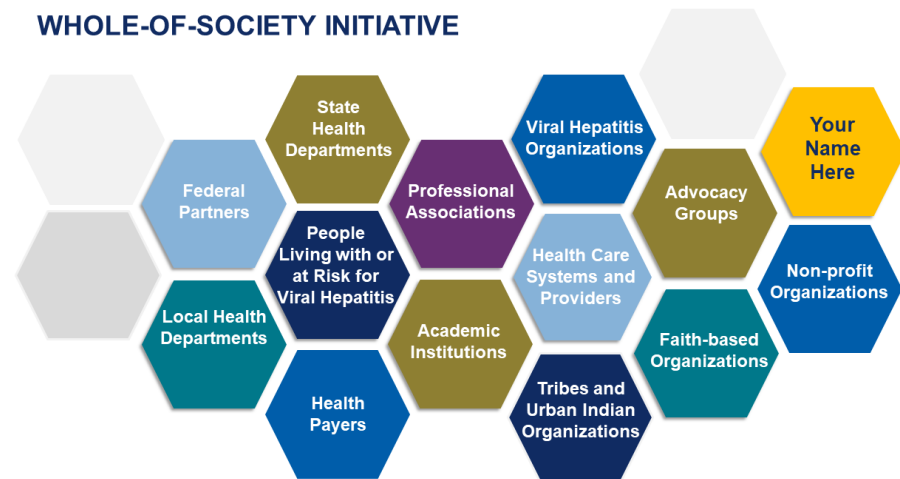 WHOLE-OF-SOCIETY INITIATIVE
State
Health
Departments
Viral Hepatitis
Organizations
Your
Name
Here
Federal
Partners
Professional
Associations
Advocacy
Groups
People
Living with or
at Risk for
Viral Hepatitis
Health Care
Systems and
Providers
Non-profit
Organizations
Local Health
Departments
Academic
Institutions
Faith-based
Organizations
Health
Payers
Tribes and
Urban Indian
Organizations